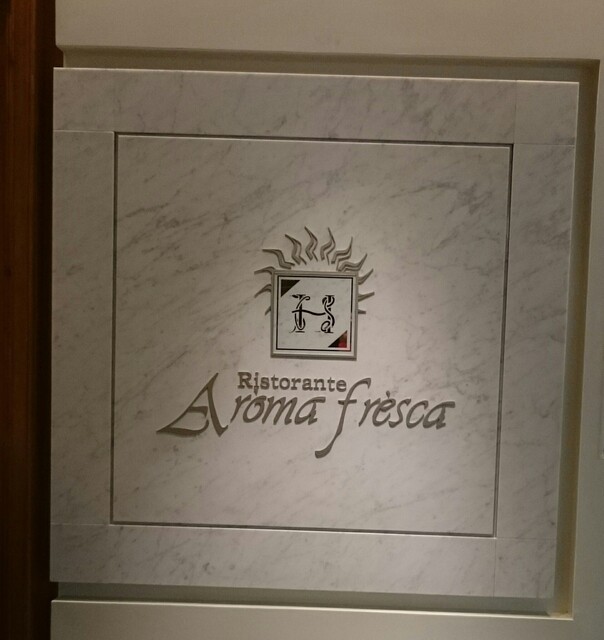 H
Ristorante
Aroma frèsca